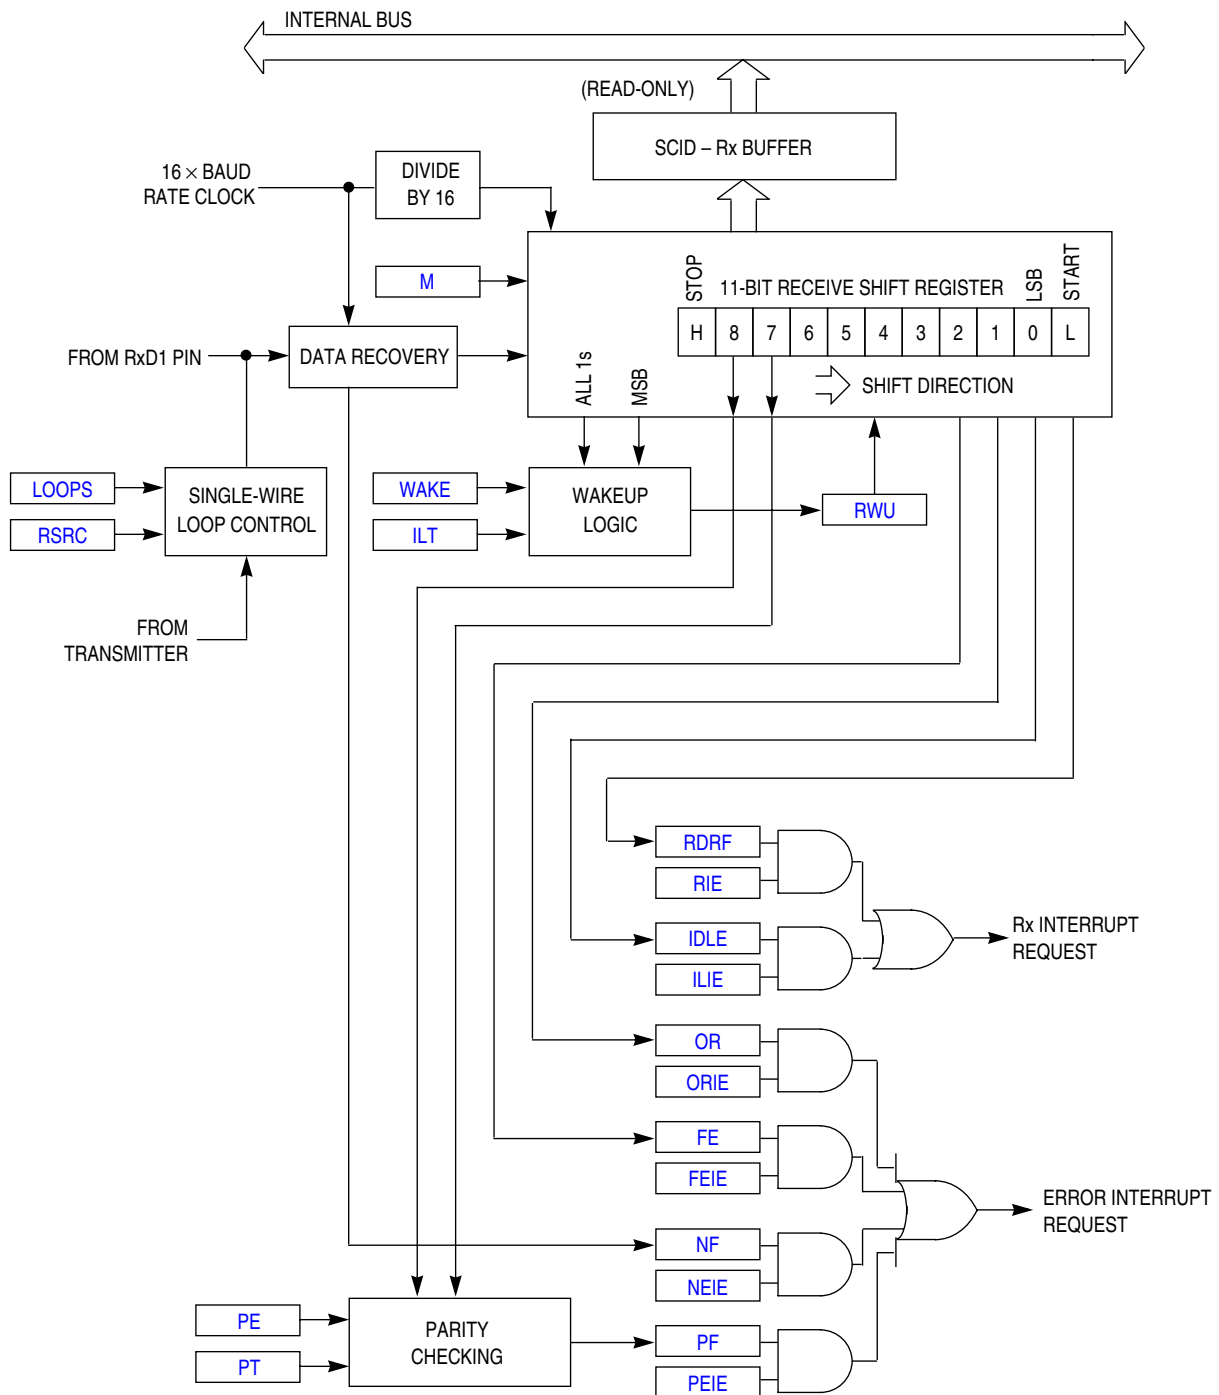 INTERNAL BUS
(READ-ONLY)
SCID – Rx BUFFER
16 × BAUD
RATE CLOCK
DIVIDE
BY 16
M
STOP
11-BIT RECEIVE SHIFT REGISTER
LSB
START
H 8 7 6 5 4 3 2 1 0 L
FROM RxD1 PIN
DATA RECOVERY
ALL 1s
MSB
SHIFT DIRECTION
LOOPS
RSRC
SINGLE-WIRE
LOOP CONTROL
WAKE
ILT
WAKEUP
LOGIC
RWU
FROM
TRANSMITTER
RDRF
RIE
IDLE
ILIE
Rx INTERRUPT
REQUEST
OR
ORIE
FE
FEIE
ERROR INTERRUPT
REQUEST
NF
NEIE
PE
PT
PARITY
CHECKING
PF
PEIE